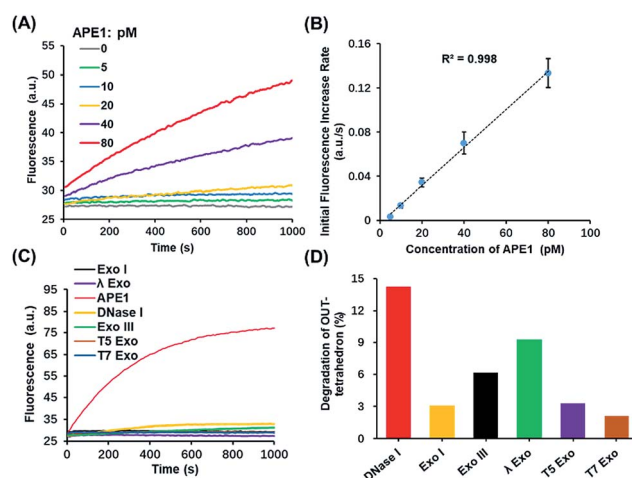 (A)
APE1: pM
0
5
10
20
40
80
Fluorescence (a.u.)
55
50
45
40
35
30
25
0 200 400 600 800 1000
Time (s)
(B)
R² = 0.998
Initial Fluorescence Increase Rate
(a.u./s)
0.16
0.12
0.08
0.04
0
0 20 40 60 80 100
Concentration of APE1 (pM)
(C)
Exo I
λ Exo
APE1
DNase I
Exo III
T5 Exo
T7 Exo
Fluorescence (a.u.)
95
85
75
65
55
45
35
25
0 200 400 600 800 1000
Time (s)
(D)
Degradation of OUT-
tetrahedron (%)
15
12
9
6
3
0
DNase I
Exo I
Exo III
λ Exo
T5 Exo
T7 Exo